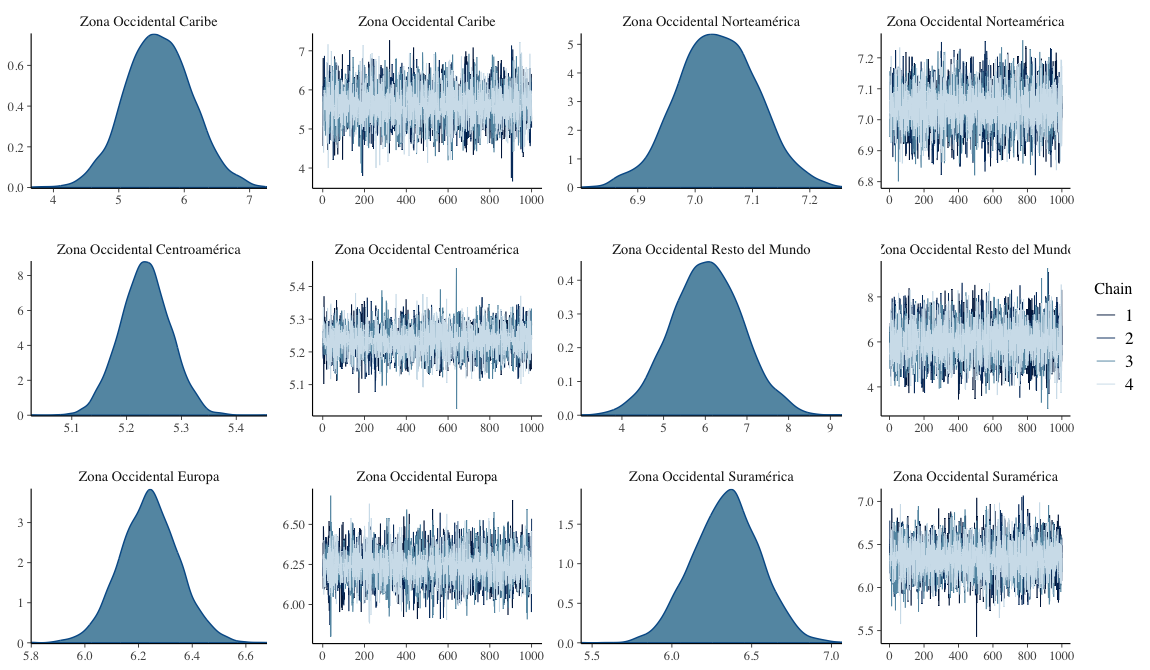 Zona Occidental Caribe
Zona Occidental Caribe
Zona Occidental Norteamérica
Zona Occidental Norteamérica
0.6
0.4
0.2
0.0
4 5 6 7
7
6
5
4
0 200 400 600 800 1000
5
4
3
2
1
0
6.9 7.0 7.1 7.2
7.2
7.1
7.0
6.9
6.8
0 200 400 600 800 1000
Zona Occidental Centroamérica
Zona Occidental Centroamérica
Zona Occidental Resto del Mundo
Zona Occidental Resto del Mundo
8
6
4
2
0
5.1 5.2 5.3 5.4
5.4
5.3
5.2
5.1
0 200 400 600 800 1000
0.4
0.3
0.2
0.1
0.0
4 5 6 7 8 9
8
6
4
0 200 400 600 800 1000
Chain
1
2
3
4
Zona Occidental Europa
Zona Occidental Europa
Zona Occidental Suramérica
Zona Occidental Suramérica
3
2
1
0
5.8 6.0 6.2 6.4 6.6
6.50
6.25
6.00
0 200 400 600 800 1000
1.5
1.0
0.5
0.0
5.5 6.0 6.5 7.0
7.0
6.5
6.0
5.5
0 200 400 600 800 1000